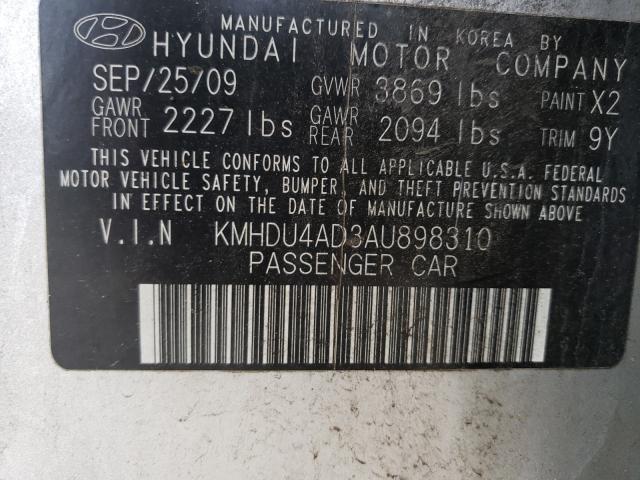 MANUFACTURED IN KOREA BY
HYUNDAI MOTOR COMPANY
SEP/25/09 GVWR 3869 lbs PAINT X2
GAWR FRONT 2227 lbs GAWR REAR 2094 lbs TRIM 9Y
THIS VEHICLE CONFORMS TO ALL APPLICABLE U.S.A. FEDERAL
MOTOR VEHICLE SAFETY, BUMPER, AND THEFT PREVENTION STANDARDS
IN EFFECT ON THE DATE OF MANUFACTURE SHOWN ABOVE.
V.I.N KMHDU4AD3AU898310
PASSENGER CAR